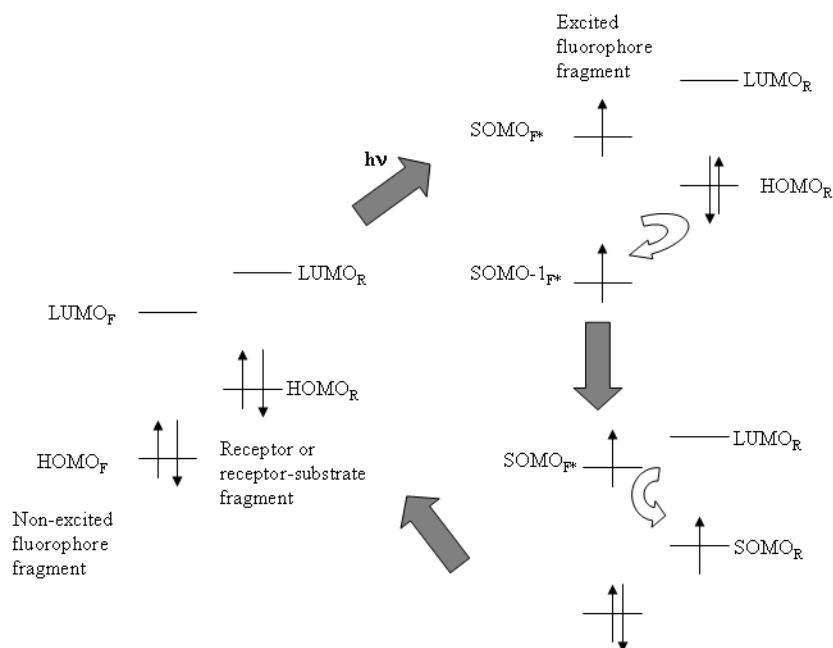 Excited
fluorophore
fragment
LUMO_R
SOMO_F*
hν
HOMO_R
SOMO-1_F*
LUMO_R
LUMO_F
HOMO_R
HOMO_F
Receptor or
receptor-substrate
fragment
Non-excited
fluorophore
fragment
LUMO_R
SOMO_F*
SOMO_R